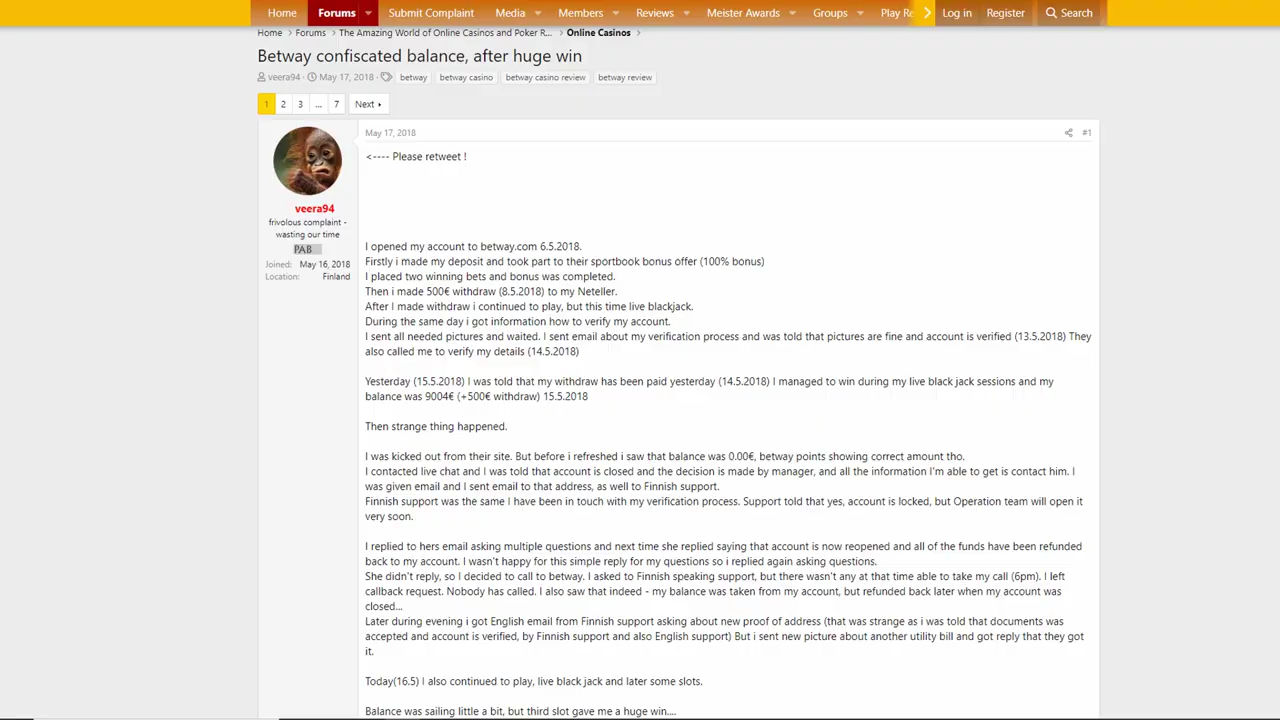 Home Forums Submit Complaint Media Members Reviews Meister Awards Groups Play Re Log in Register Search
Home Forums The Amazing World of Online Casinos and Poker R... Online Casinos
Betway confiscated balance, after huge win
veera94 May 17, 2018 betway betway casino betway casino review betway review
1 2 3 ... 7 Next
May 17, 2018 #1
<---- Please retweet !
veera94
frivolous complaint -
wasting our time
PAB
Joined: May 16, 2018
Location: Finland
I opened my account to betway.com 6.5.2018.
Firstly i made my deposit and took part to their sportbook bonus offer (100% bonus)
I placed two winning bets and bonus was completed.
Then i made 500€ withdraw (8.5.2018) to my Neteller.
After I made withdraw i continued to play, but this time live blackjack.
During the same day i got information how to verify my account.
I sent all needed pictures and waited. I sent email about my verification process and was told that pictures are fine and account is verified (13.5.2018) They
also called me to verify my details (14.5.2018)
Yesterday (15.5.2018) I was told that my withdraw has been paid yesterday (14.5.2018) I managed to win during my live black jack sessions and my
balance was 9004€ (+500€ withdraw) 15.5.2018
Then strange thing happened.
I was kicked out from their site. But before i refreshed i saw that balance was 0.00€, betway points showing correct amount tho.
I contacted live chat and I was told that account is closed and the decision is made by manager, and all the information I'm able to get is contact him. I
was given email and I sent email to that address, as well to Finnish support.
Finnish support was the same I have been in touch with my verification process. Support told that yes, account is locked, but Operation team will open it
very soon.
I replied to hers email asking multiple questions and next time she replied saying that account is now reopened and all of the funds have been refunded
back to my account. I wasn't happy for this simple reply for my questions so i replied again asking questions.
She didn't reply, so I decided to call to betway. I asked to Finnish speaking support, but there wasn't any at that time able to take my call (6pm). I left
callback request. Nobody has called. I also saw that indeed - my balance was taken from my account, but refunded back later when my account was
closed...
Later during evening i got English email from Finnish support asking about new proof of address (that was strange as i was told that documents was
accepted and account is verified, by Finnish support and also English support) But i sent new picture about another utility bill and got reply that they got
it.
Today(16.5) I also continued to play, live black jack and later some slots.
Balance was sailing little a bit, but third slot gave me a huge win....